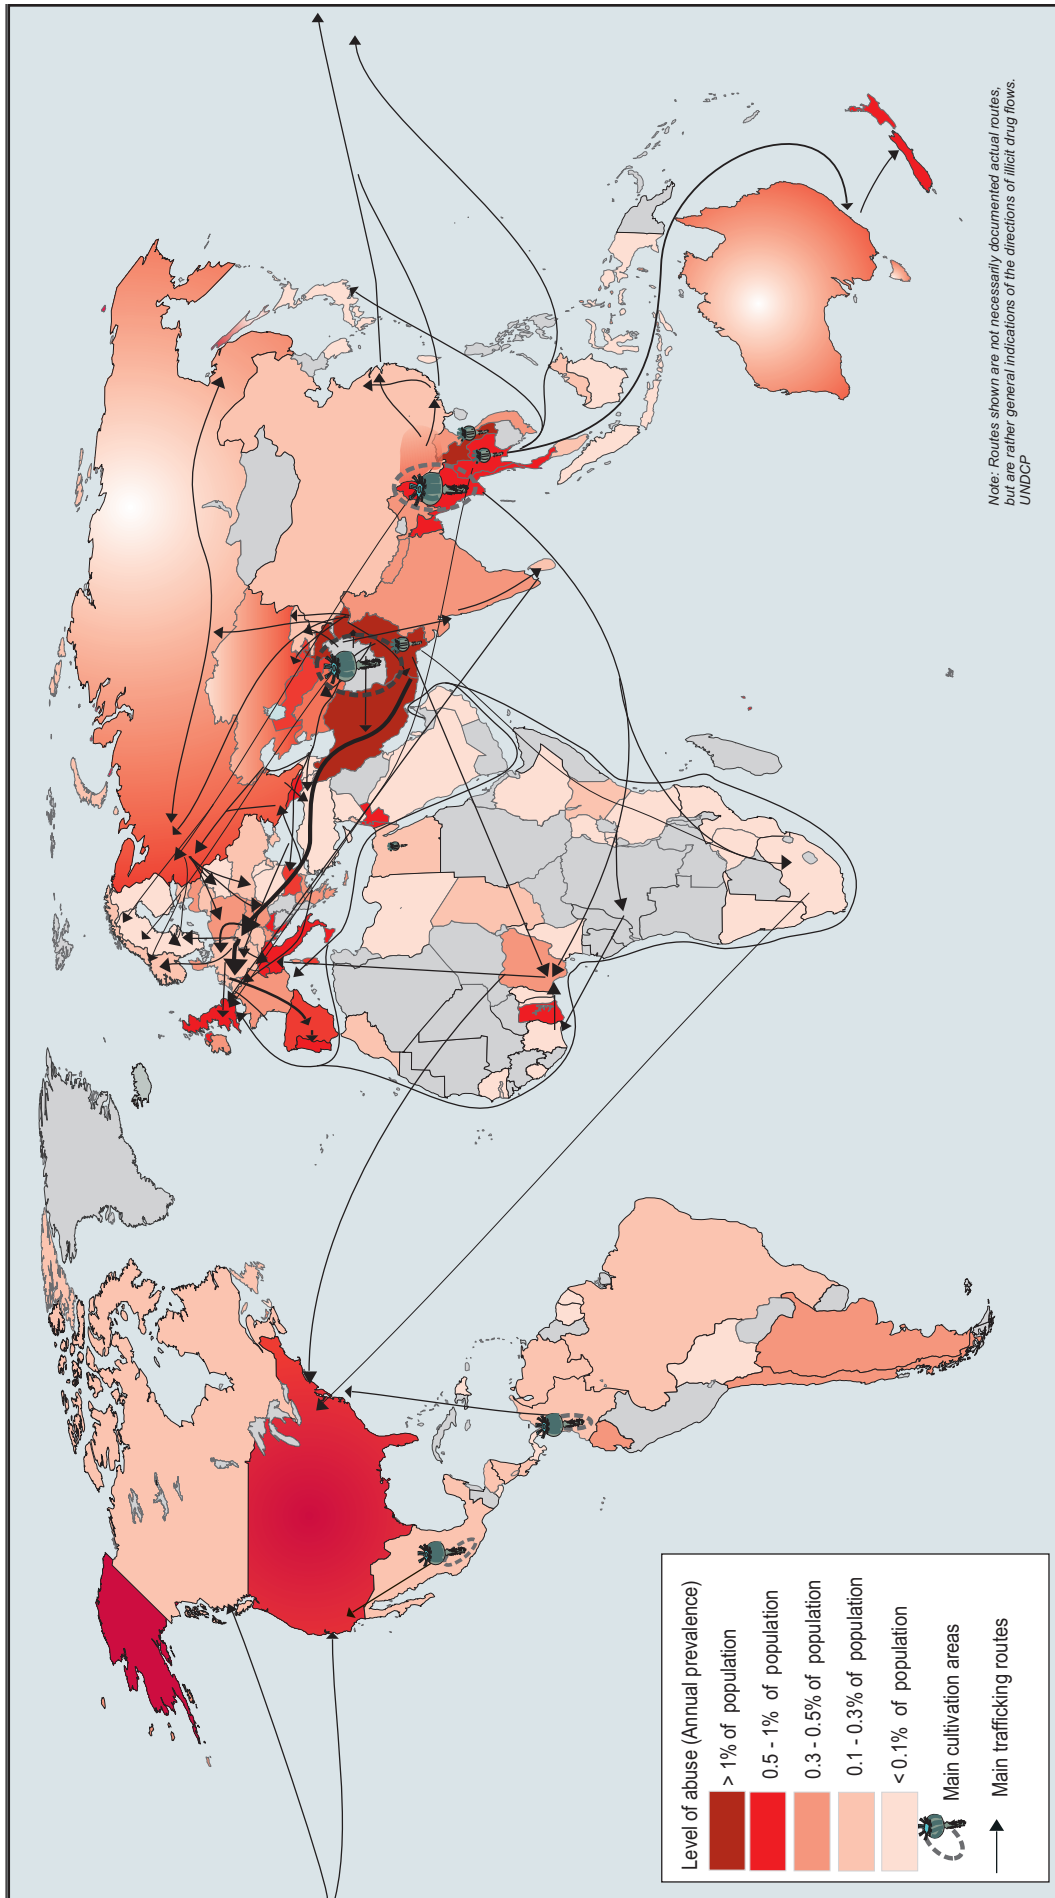 Note: Routes shown are not necessarily documented actual routes,
but are rather general indications of the directions of illicit drug flows.
UNDCP
Level of abuse (Annual prevalence)
> 1% of population
0.5 - 1% of population
0.3 - 0.5% of population
0.1 - 0.3% of population
< 0.1% of population
Main cultivation areas
Main trafficking routes